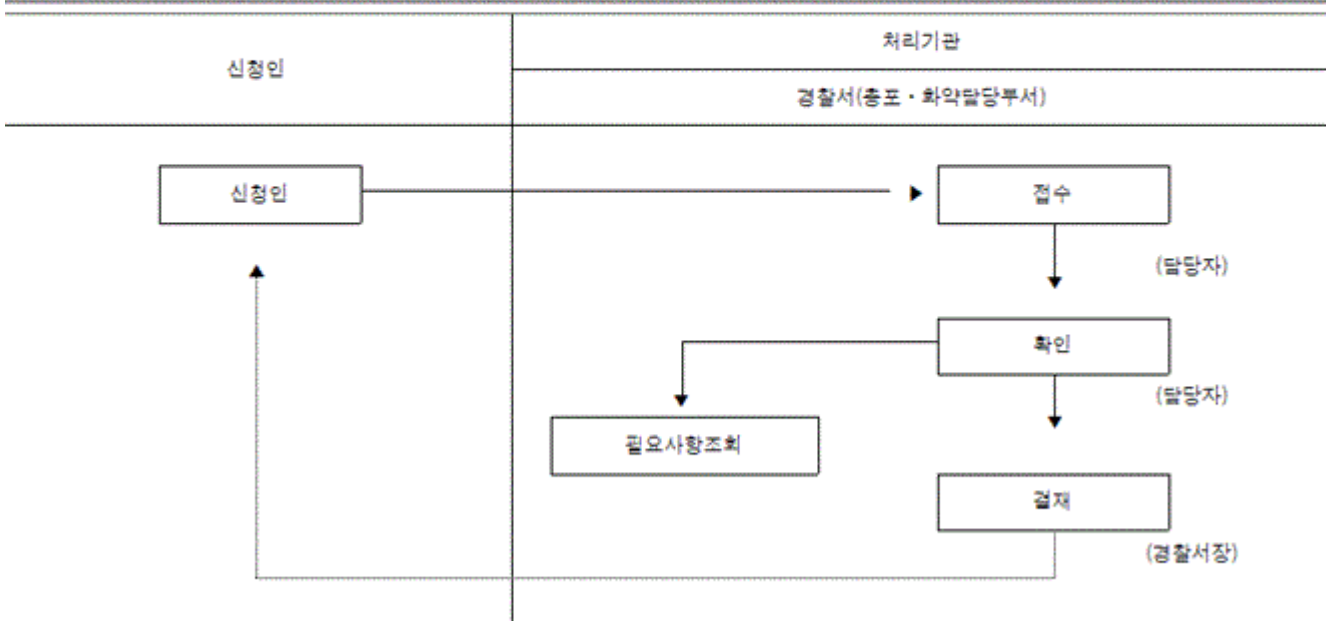 신청인
처리기관
경찰서(총포·화약담당부서)
신청인
접수
(담당자)
확인
(담당자)
필요사항조회
결재
(경찰서장)